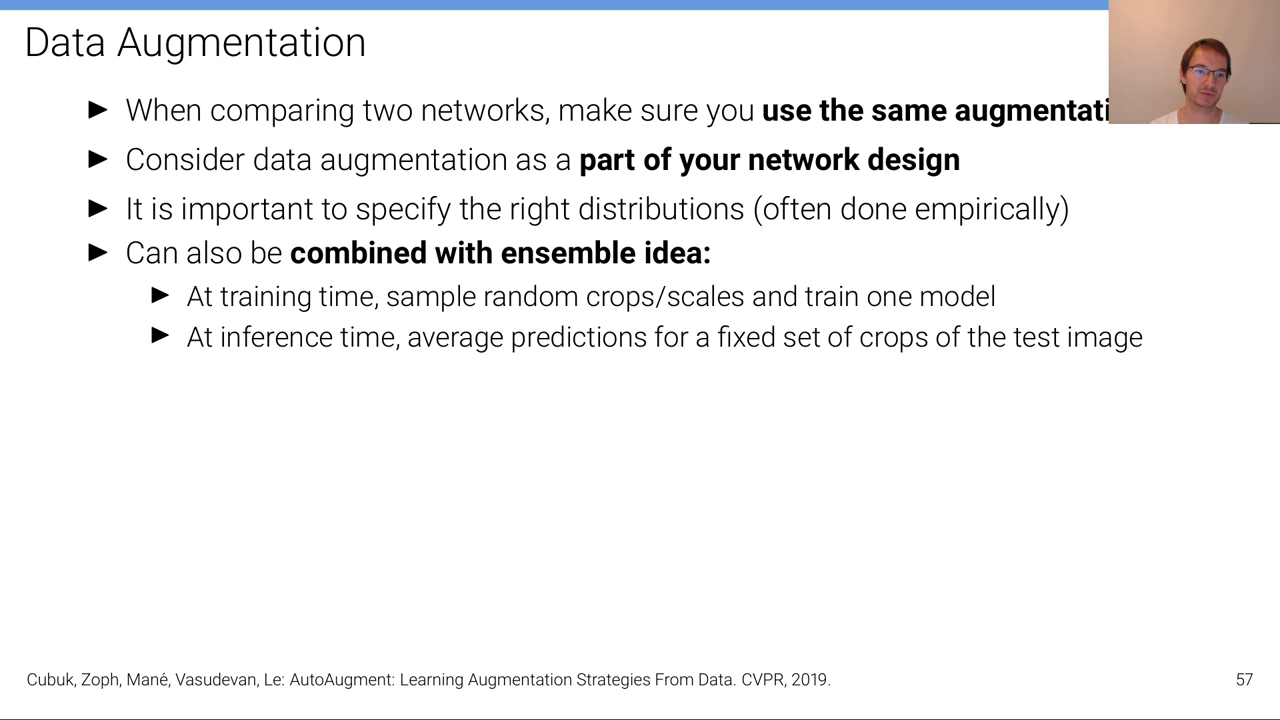 Data Augmentation
► When comparing two networks, make sure you use the same
► Consider data augmentation as a part of your network design
► It is important to specify the right distributions (often done empirically)
► Can also be combined with ensemble idea:
► At training time, sample random crops/scales and train one model
► At inference time, average predictions for a fixed set of crops of the test image
Cubuk, Zoph, Mané, Vasudevan, Le: AutoAugment: Learning Augmentation Strategies From Data. CVPR, 2019.
57